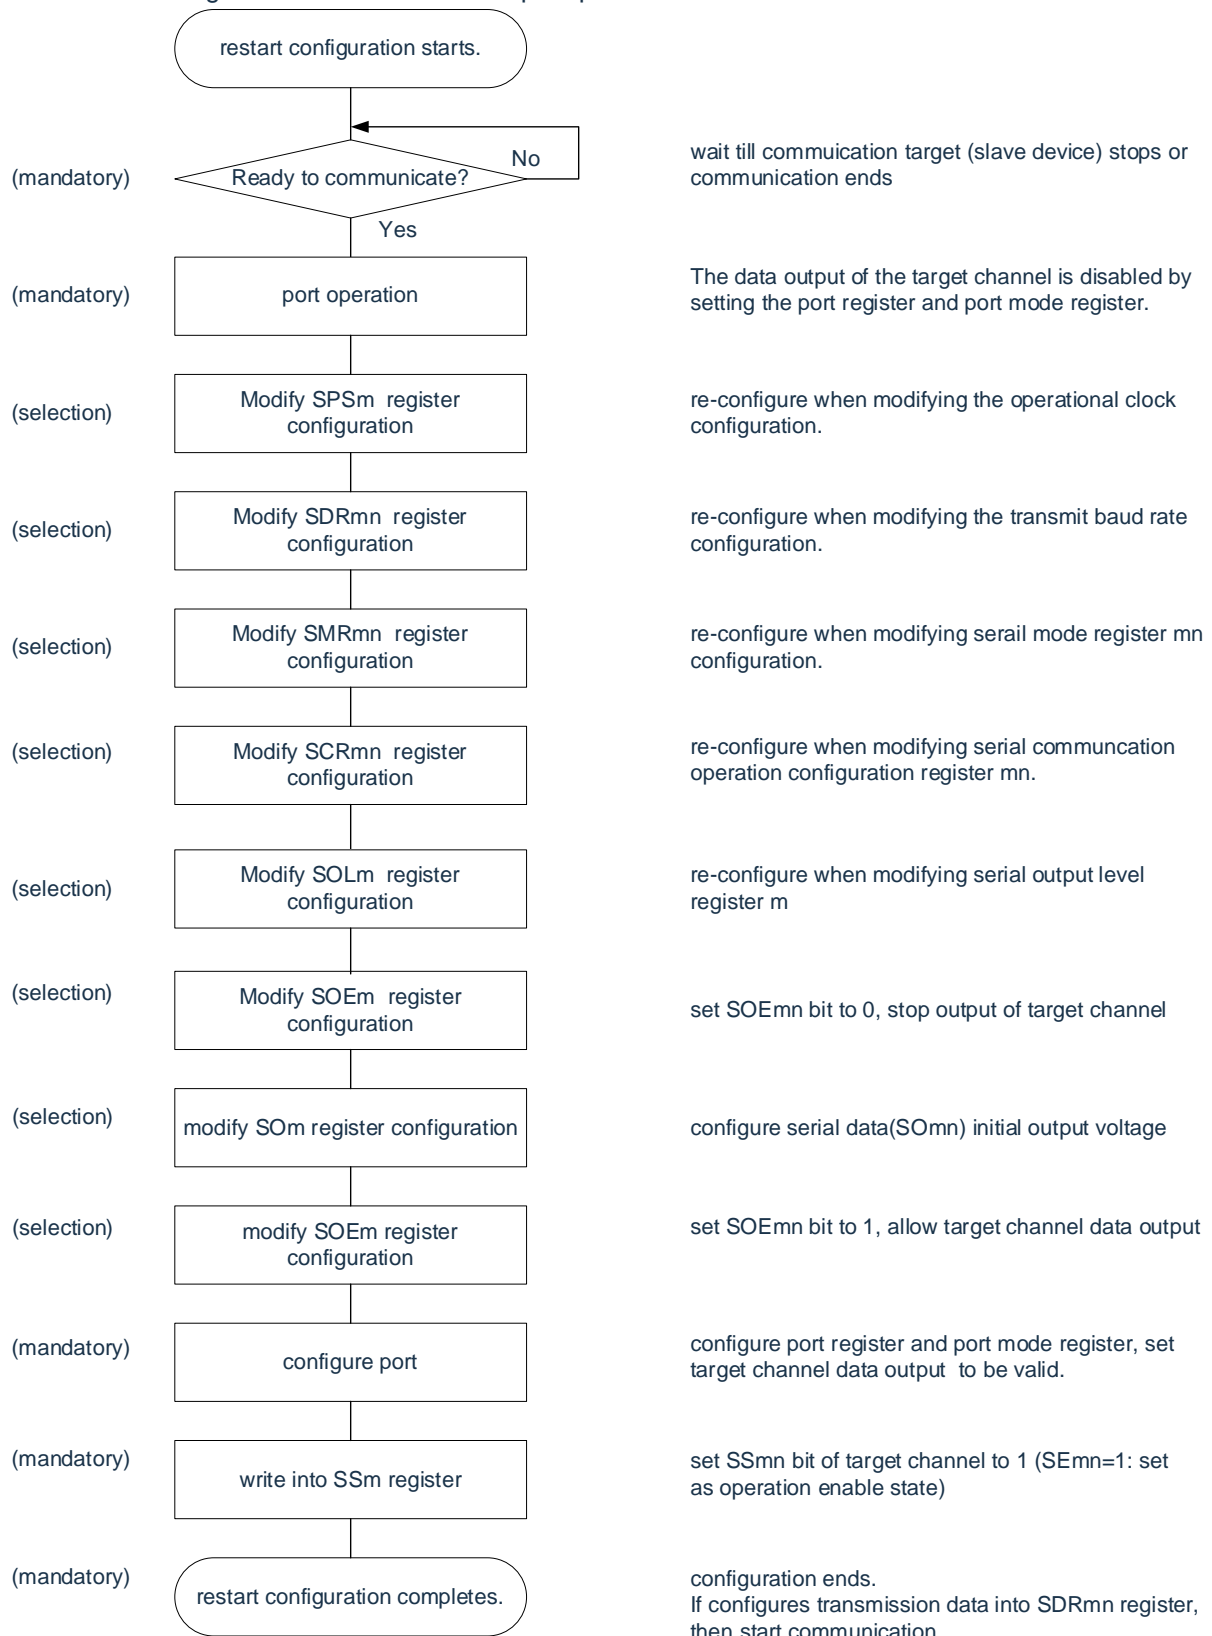 restart configuration starts.
No
wait till commuication target (slave device) stops or
(mandatory)
Ready to communicate?
communication ends
Yes
(mandatory)
port operation
The data output of the target channel is disabled by
setting the port register and port mode register.
(selection)
Modify SPSm register
configuration
re-configure when modifying the operational clock
configuration.
(selection)
Modify SDRmn register
configuration
re-configure when modifying the transmit baud rate
configuration.
(selection)
Modify SMRmn register
configuration
re-configure when modifying serail mode register mn
configuration.
(selection)
Modify SCRmn register
configuration
re-configure when modifying serial communcation
operation configuration register mn.
(selection)
Modify SOLm register
configuration
re-configure when modifying serial output level
register m
(selection)
Modify SOEm register
configuration
set SOEmn bit to 0, stop output of target channel
(selection)
modify SOm register configuration
configure serial data(SOmn) initial output voltage
(selection)
modify SOEm register
configuration
set SOEmn bit to 1, allow target channel data output
(mandatory)
configure port
configure port register and port mode register, set
target channel data output to be valid.
(mandatory)
write into SSm register
set SSmn bit of target channel to 1 (SEmn=1: set
as operation enable state)
(mandatory)
restart configuration completes.
configuration ends.
If configures transmission data into SDRmn register,
then start communication